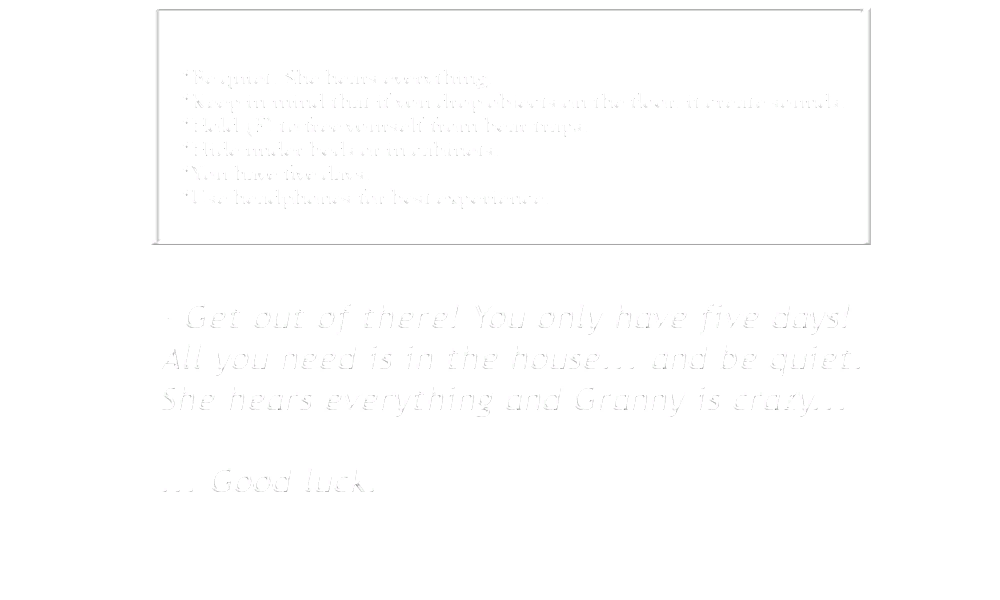 *Be quiet. She hears everything.
*Keep in mind that if you drop objects on the floor it create sounds
*Hold to free yourself from bear traps
*Hide under beds or in cabinets
*You have five days
*Use headphones for best experience
- Get out of there! You only have five days!
All you need is in the house... and be quiet.
She hears everything and Granny is crazy...
... Good luck.